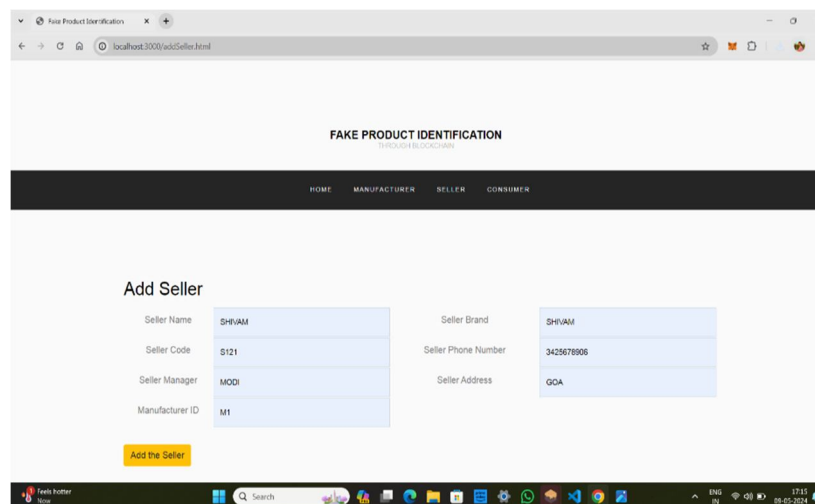 Fake Product Identification
localhost:3000/addSeller.html
FAKE PRODUCT IDENTIFICATION
THROUGH BLOCKCHAIN
HOME MANUFACTURER SELLER CONSUMER
Add Seller
Seller Name SHIVAM Seller Brand SHIVAM
Seller Code S121 Seller Phone Number 3425678906
Seller Manager MODI Seller Address GOA
Manufacturer ID M1
Add the Seller
Feels hotter
Now
Search
ENG
IN
17:15
09-05-2024